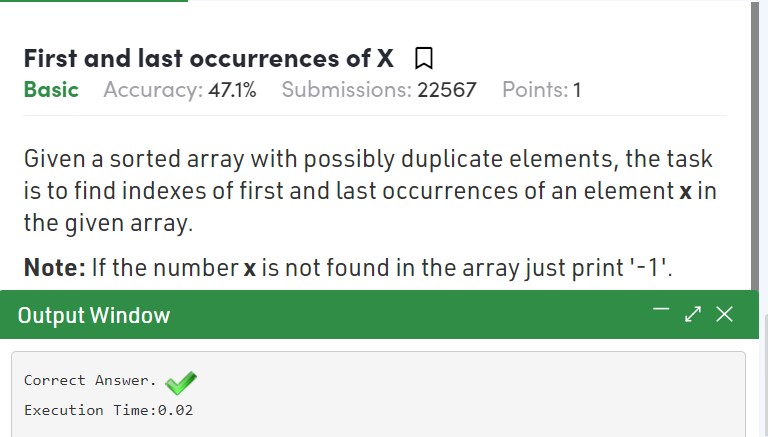 First and last occurrences of X
Basic Accuracy: 47.1% Submissions: 22567 Points: 1
Given a sorted array with possibly duplicate elements, the task
is to find indexes of first and last occurrences of an element x in
the given array.
Note: If the number x is not found in the array just print '-1'.
Output Window
Correct Answer.
Execution Time:0.02